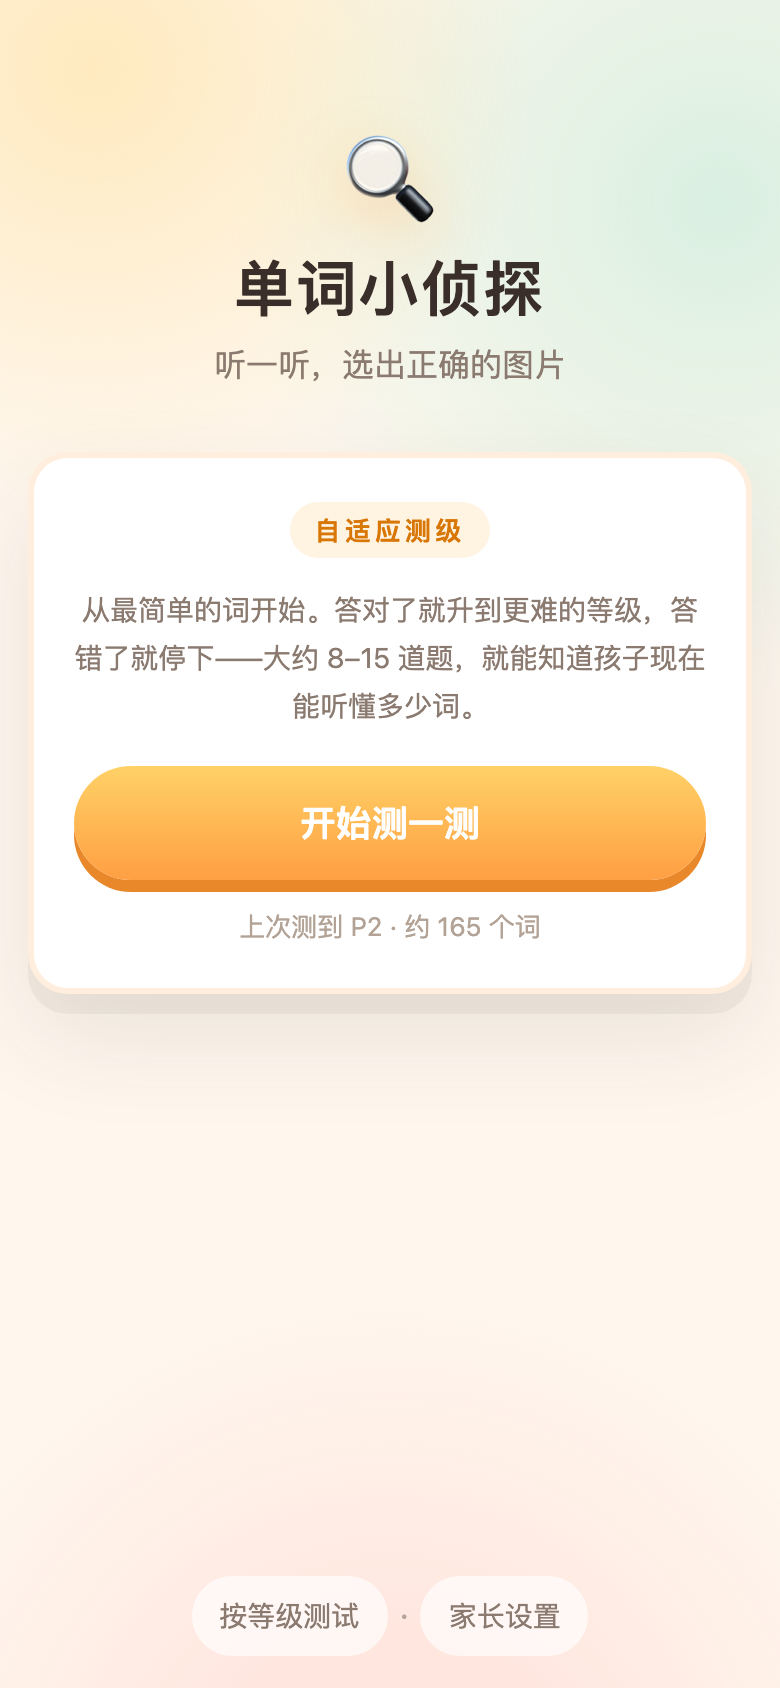 单词小侦探
听一听，选出正确的图片
自适应测级
从最简单的词开始。答对了就升到更难的等级，答
错了就停下——大约 8–15 道题，就能知道孩子现在
能听懂多少词。
开始测一测
上次测到 P2 · 约 165 个词
按等级测试 · 家长设置